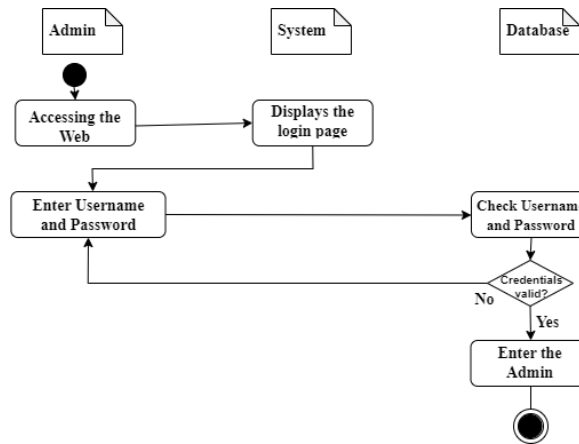 Admin
System
Database
Accessing the
Web
Displays the
login page
Enter Username
and Password
Check Username
and Password
Credentials
valid?
No
Yes
Enter the
Admin